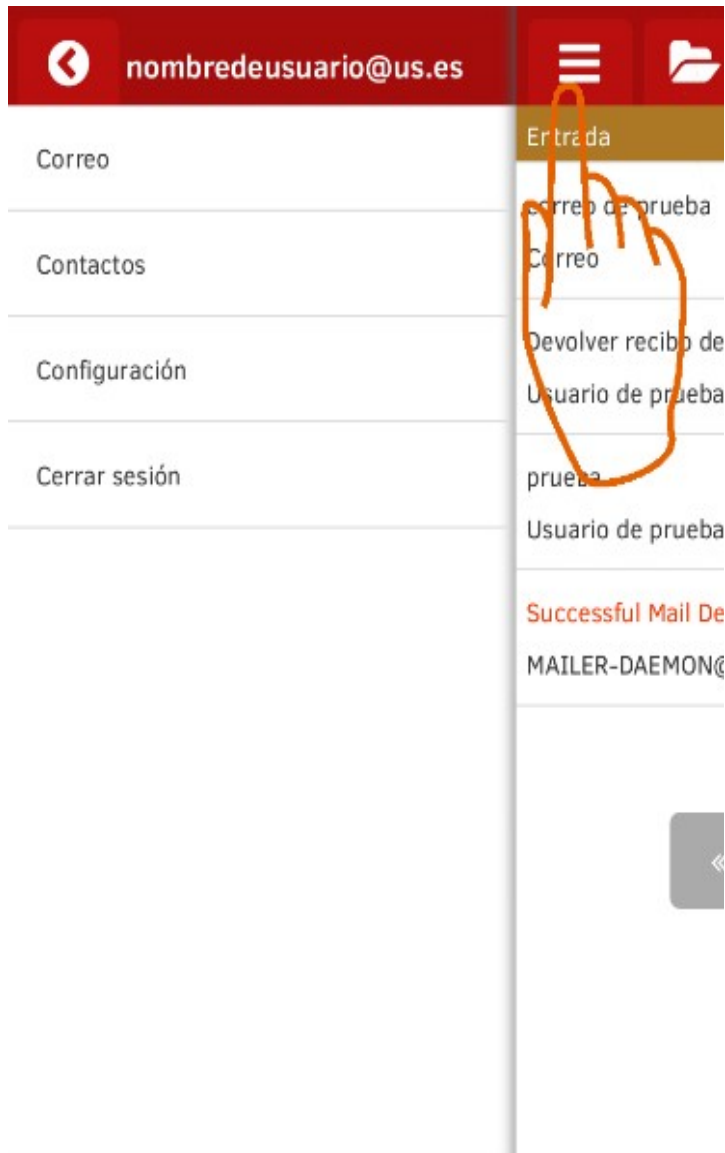 nombredeusuario@us.es
Correo
Contactos
Configuración
Cerrar sesión
Entrada
correo de prueba
Correo
Devolver recibo de
Usuario de prueba
prueba
Usuario de prueba
Successful Mail De
MAILER-DAEMON@
«